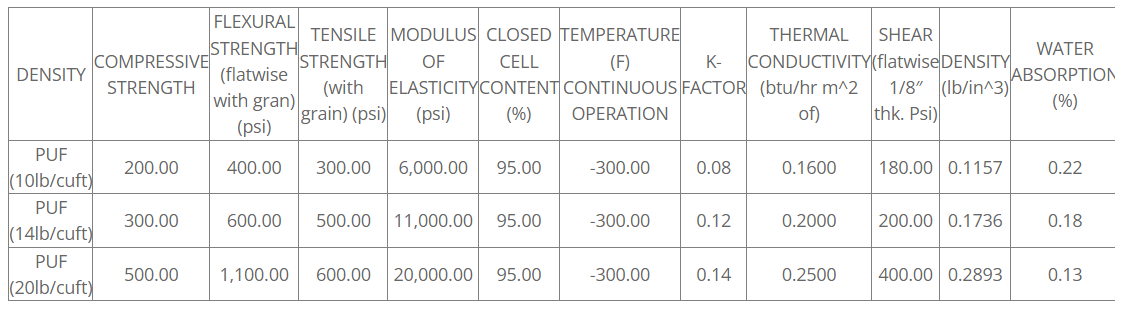 DENSITY COMPRESSIVE STRENGTH FLEXURAL STRENGTH (flatwise with gran) (psi) TENSILE STRENGTH (with grain) (psi) MODULUS OF ELASTICITY (psi) CLOSED CELL CONTENT (%) TEMPERATURE (F) CONTINUOUS OPERATION K-FACTOR THERMAL CONDUCTIVITY (btu/hr m^2 of) SHEAR (flatwise 1/8″ thk. Psi) DENSITY (lb/in^3) WATER ABSORPTION (%)
PUF (10lb/cuft) 200.00 400.00 300.00 6,000.00 95.00 -300.00 0.08 0.1600 180.00 0.1157 0.22
PUF (14lb/cuft) 300.00 600.00 500.00 11,000.00 95.00 -300.00 0.12 0.2000 200.00 0.1736 0.18
PUF (20lb/cuft) 500.00 1,100.00 600.00 20,000.00 95.00 -300.00 0.14 0.2500 400.00 0.2893 0.13